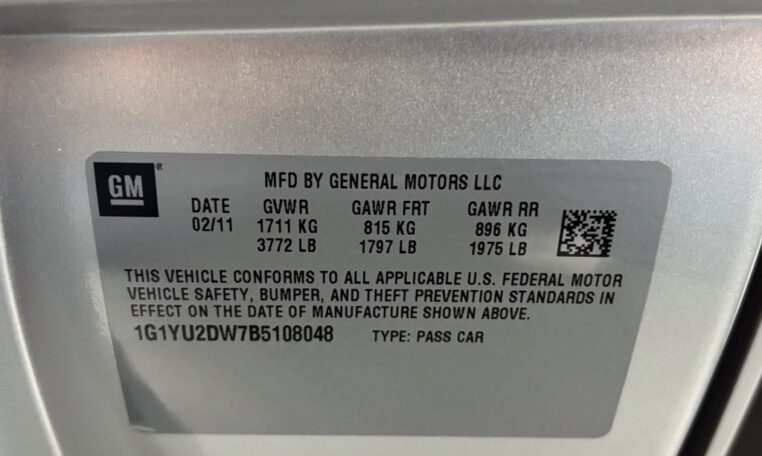 GM®
MFD BY GENERAL MOTORS LLC
DATE GVWR GAWR FRT GAWR RR
02/11 1711 KG 815 KG 896 KG
3772 LB 1797 LB 1975 LB
THIS VEHICLE CONFORMS TO ALL APPLICABLE U.S. FEDERAL MOTOR
VEHICLE SAFETY, BUMPER, AND THEFT PREVENTION STANDARDS IN
EFFECT ON THE DATE OF MANUFACTURE SHOWN ABOVE.
1G1YU2DW7B5108048 TYPE: PASS CAR